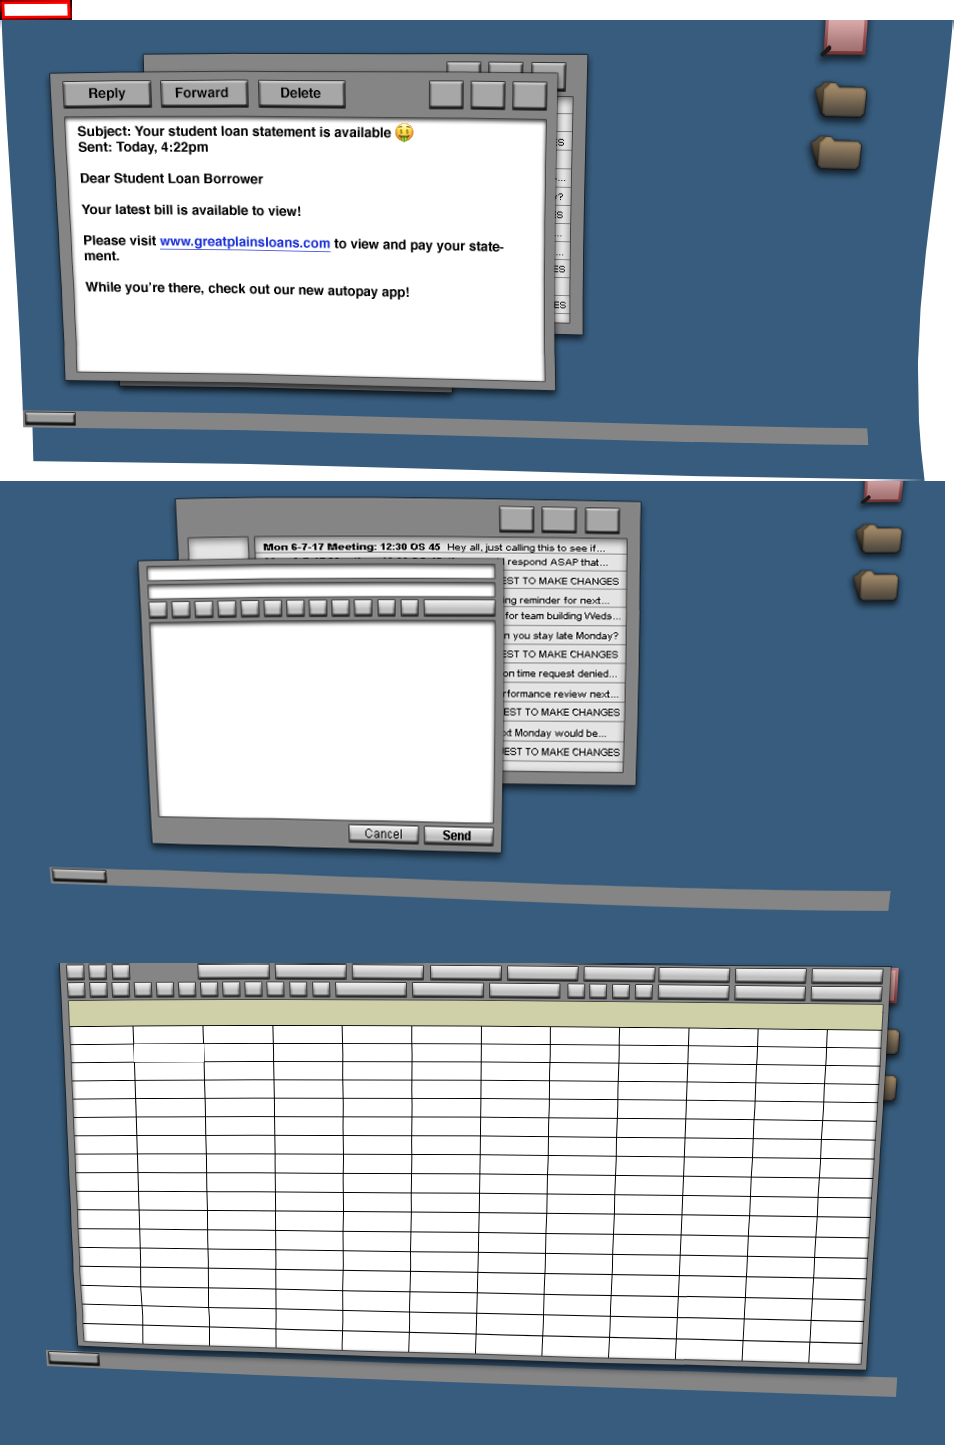 Reply Forward Delete
Subject: Your student loan statement is available 🤑
Sent: Today, 4:22pm
Dear Student Loan Borrower
Your latest bill is available to view!
Please visit www.greatplainsloans.com to view and pay your state-
ment.
While you're there, check out our new autopay app!
ES
...
?
ES
...
...
ES
ES
Mon 6-7-17 Meeting: 12:30 OS 45 Hey all, just calling this to see if...
respond ASAP that...
EST TO MAKE CHANGES
ng reminder for next...
for team building Weds...
n you stay late Monday?
EST TO MAKE CHANGES
on time request denied...
rformance review next...
EST TO MAKE CHANGES
xt Monday would be...
EST TO MAKE CHANGES
Cancel Send